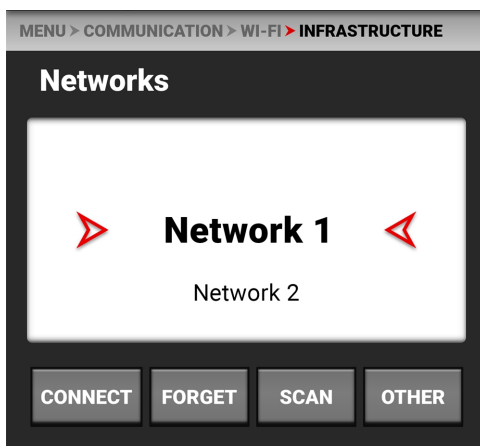 MENU > COMMUNICATION > WI-FI > INFRASTRUCTURE
Networks
Network 1
Network 2
CONNECT FORGET SCAN OTHER